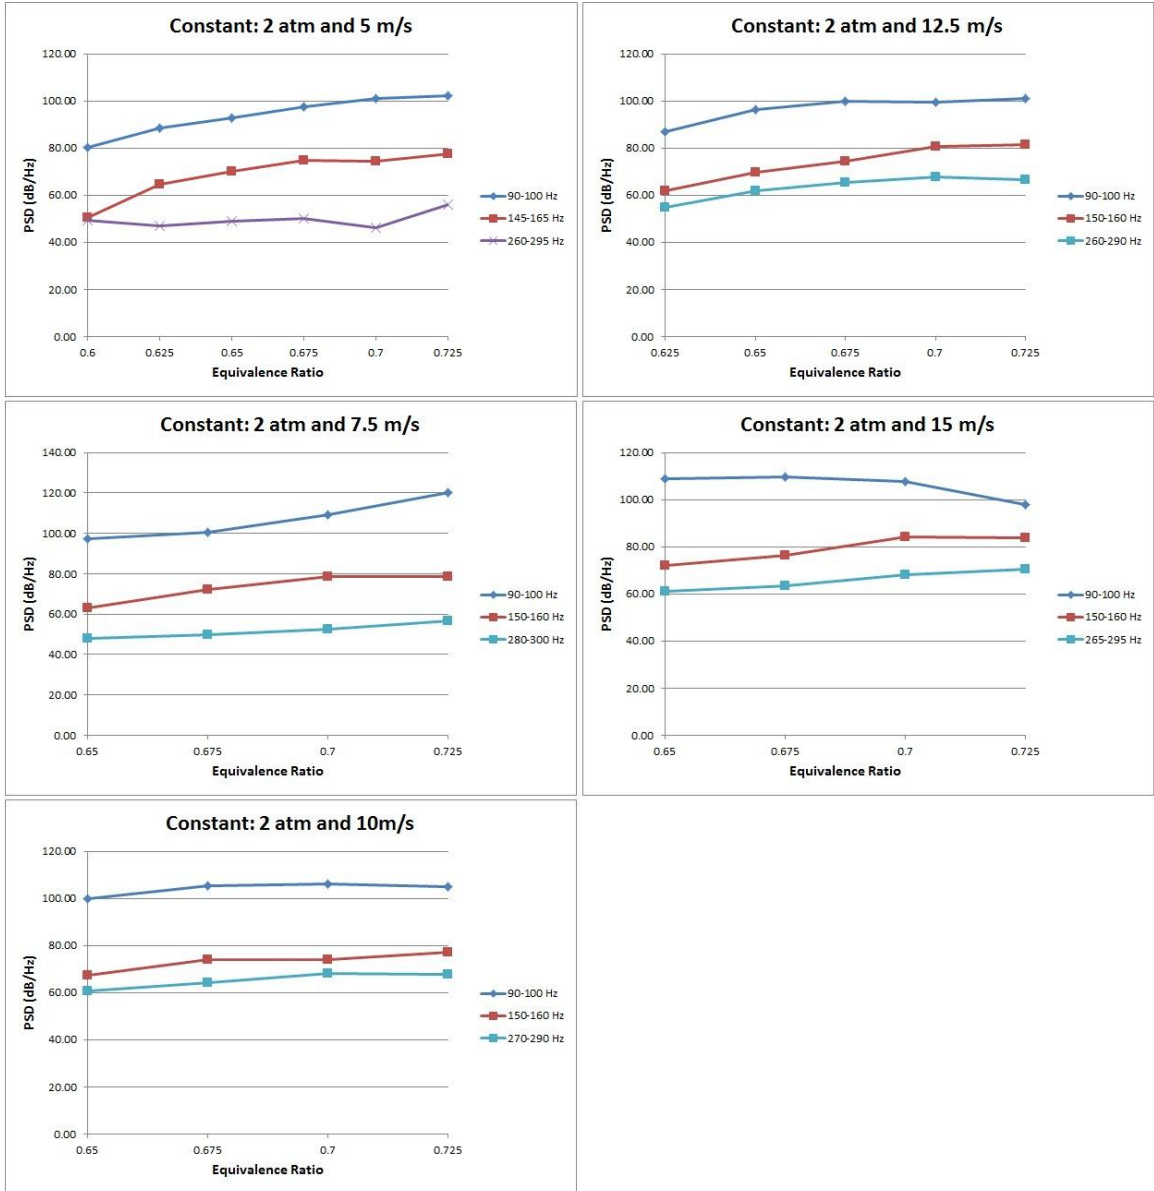 Constant: 2 atm and 5 m/s
120.00
100.00
80.00
60.00
40.00
20.00
0.00
PSD (dB/Hz)
0.6 0.625 0.65 0.675 0.7 0.725
Equivalence Ratio
90-100 Hz
145-165 Hz
260-295 Hz
Constant: 2 atm and 12.5 m/s
120.00
100.00
80.00
60.00
40.00
20.00
0.00
PSD (dB/Hz)
0.625 0.65 0.675 0.7 0.725
Equivalence Ratio
90-100 Hz
150-160 Hz
260-290 Hz
Constant: 2 atm and 7.5 m/s
140.00
120.00
100.00
80.00
60.00
40.00
20.00
0.00
PSD (dB/Hz)
0.65 0.675 0.7 0.725
Equivalence Ratio
90-100 Hz
150-160 Hz
280-300 Hz
Constant: 2 atm and 15 m/s
120.00
100.00
80.00
60.00
40.00
20.00
0.00
PSD (dB/Hz)
0.65 0.675 0.7 0.725
Equivalence Ratio
90-100 Hz
150-160 Hz
265-295 Hz
Constant: 2 atm and 10m/s
120.00
100.00
80.00
60.00
40.00
20.00
0.00
PSD (dB/Hz)
0.65 0.675 0.7 0.725
Equivalence Ratio
90-100 Hz
150-160 Hz
270-290 Hz